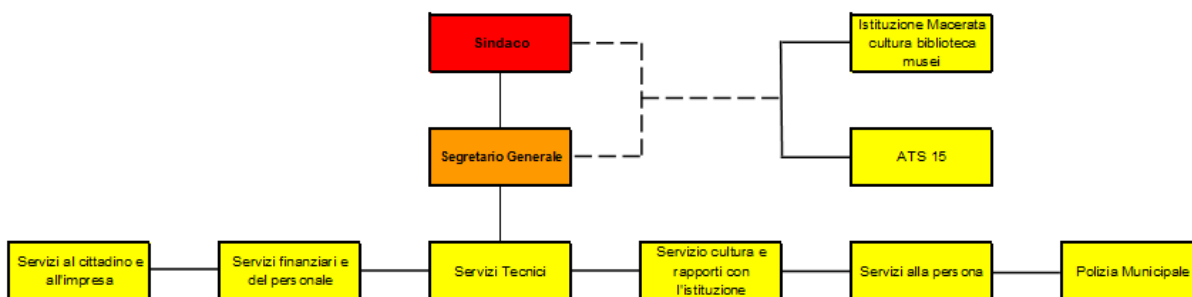 Sindaco
Istituzione Macerata
cultura biblioteca
musei
Segretario Generale
ATS 15
Servizi al cittadino e
all'impresa
Servizi finanziari e
del personale
Servizi Tecnici
Servizio cultura e
rapporti con
l'istituzione
Servizi alla persona
Polizia Municipale